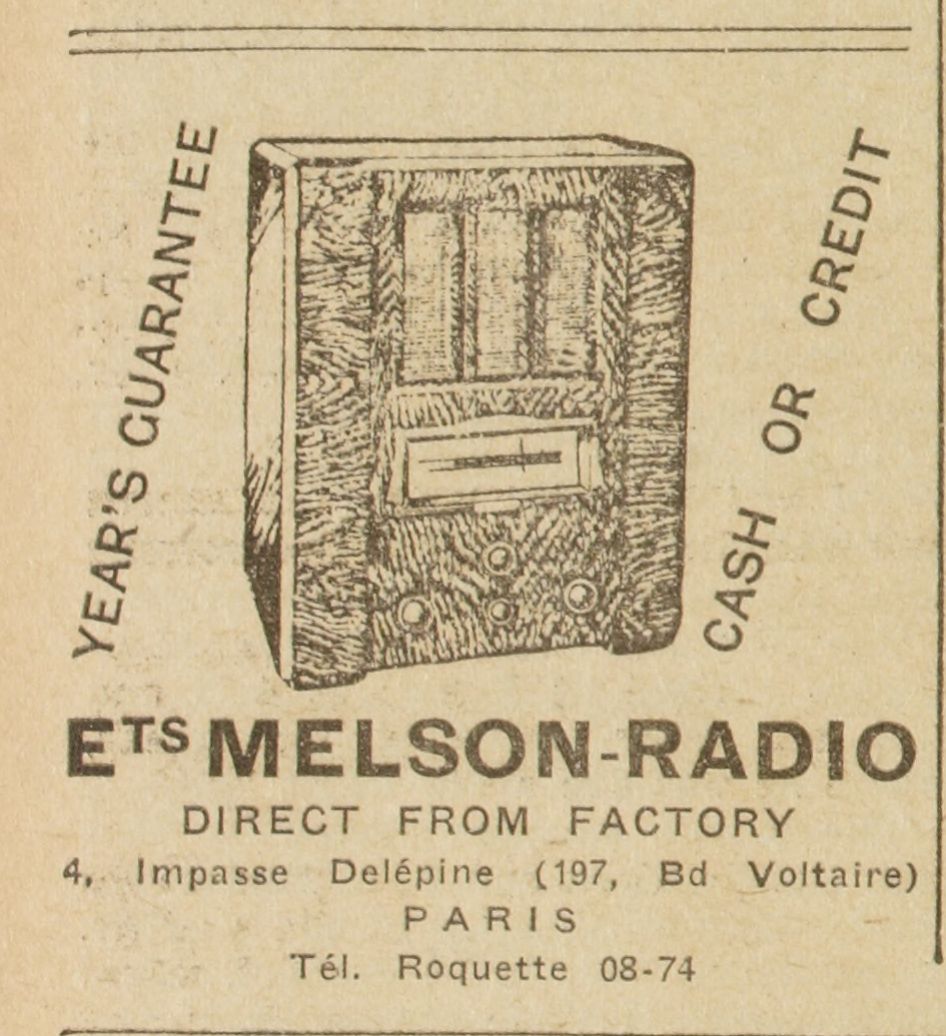 YEAR'S GUARANTEE
CASH OR CREDIT
ETS MELSON-RADIO
DIRECT FROM FACTORY
4, Impasse Delépine (197, Bd Voltaire)
PARIS
Tél. Roquette 08-74